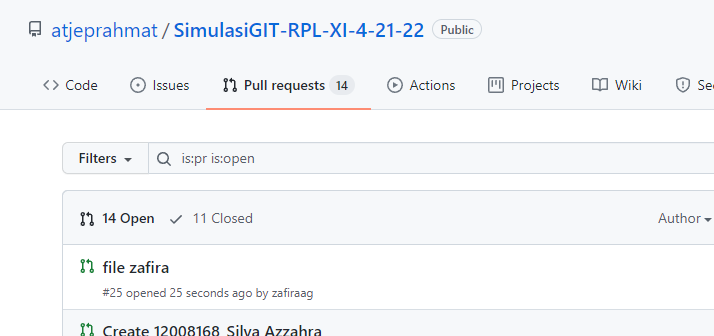 atjeprahmat / SimulasiGIT-RPL-XI-4-21-22 Public
Code Issues Pull requests 14 Actions Projects Wiki Se
Filters is:pr is:open
14 Open 11 Closed Author
file zafira
#25 opened 25 seconds ago by zafiraag
Create 12008168_Silva Azzahra